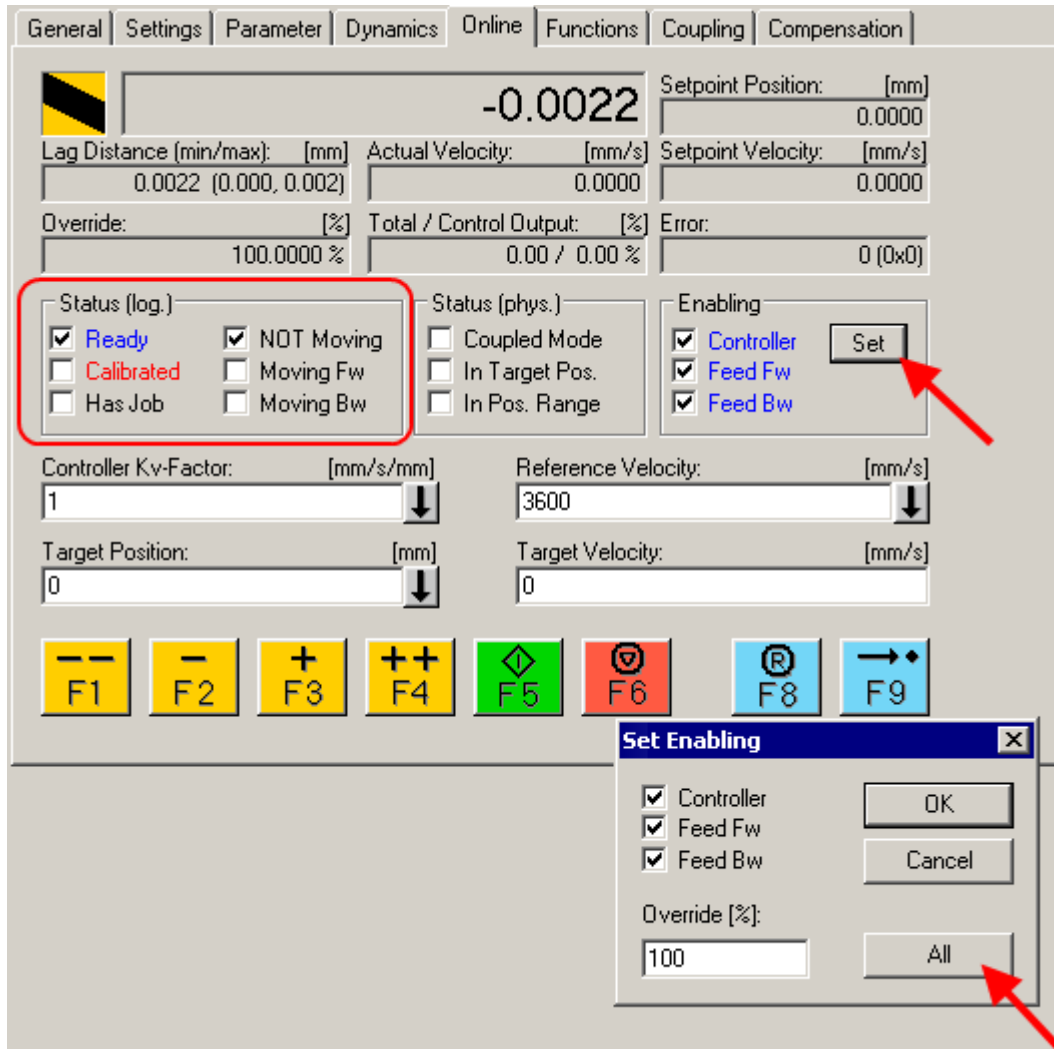 General Settings Parameter Dynamics Online Functions Coupling Compensation
-0.0022
Setpoint Position: [mm]
0.0000
Lag Distance (min/max): [mm] Actual Velocity: [mm/s] Setpoint Velocity: [mm/s]
0.0022 (0.000, 0.002) 0.0000 0.0000
Override: [%] Total / Control Output: [%] Error:
100.0000 % 0.00 / 0.00 % 0 (0x0)
Status (log.) Status (phys.) Enabling
Ready NOT Moving Coupled Mode Controller Set
Calibrated Moving Fw In Target Pos. Feed Fw
Has Job Moving Bw In Pos. Range Feed Bw
Controller Kv-Factor: [mm/s/mm] Reference Velocity: [mm/s]
1 3600
Target Position: [mm] Target Velocity: [mm/s]
0 0
-- - + ++ R
F1 F2 F3 F4 F5 F6 F8 F9
Set Enabling
Controller OK
Feed Fw
Feed Bw Cancel
Override [%]:
100 All